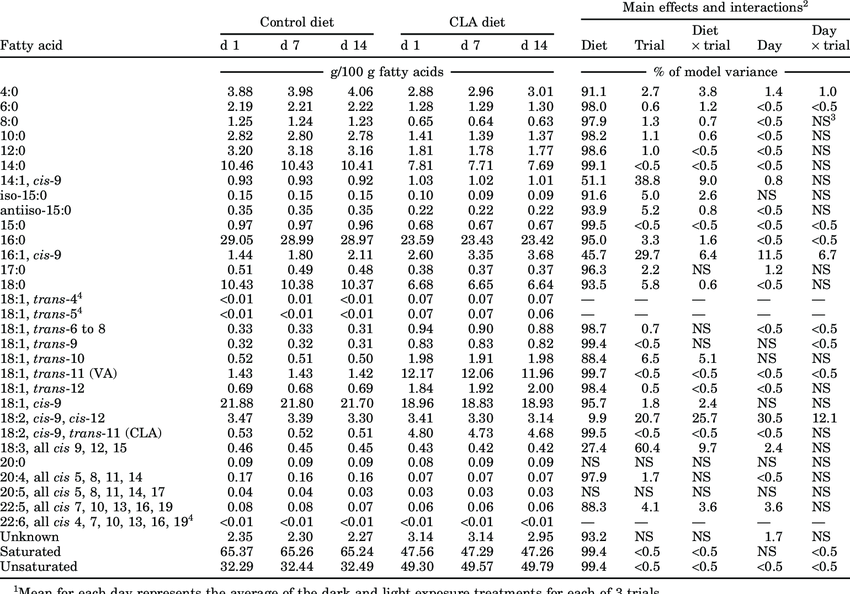 Main effects and interactions2
Control diet CLA diet Diet Day
Fatty acid d 1 d 7 d 14 d 1 d 7 d 14 Diet Trial × trial Day × trial
g/100 g fatty acids % of model variance
4:0 3.88 3.98 4.06 2.88 2.96 3.01 91.1 2.7 3.8 1.4 1.0
6:0 2.19 2.21 2.22 1.28 1.29 1.30 98.0 0.6 1.2 <0.5 <0.5
8:0 1.25 1.24 1.23 0.65 0.64 0.63 97.9 1.3 0.7 <0.5 NS3
10:0 2.82 2.80 2.78 1.41 1.39 1.37 98.2 1.1 0.6 <0.5 NS
12:0 3.20 3.18 3.16 1.81 1.78 1.77 98.6 1.0 <0.5 <0.5 NS
14:0 10.46 10.43 10.41 7.81 7.71 7.69 99.1 <0.5 <0.5 <0.5 NS
14:1, cis-9 0.93 0.93 0.92 1.03 1.02 1.01 51.1 38.8 9.0 0.8 NS
iso-15:0 0.15 0.15 0.15 0.10 0.09 0.09 91.6 5.0 2.6 NS NS
antiiso-15:0 0.35 0.35 0.35 0.22 0.22 0.22 93.9 5.2 0.8 <0.5 NS
15:0 0.97 0.97 0.96 0.68 0.67 0.67 99.5 <0.5 <0.5 <0.5 <0.5
16:0 29.05 28.99 28.97 23.59 23.43 23.42 95.0 3.3 1.6 <0.5 <0.5
16:1, cis-9 1.44 1.80 2.11 2.60 3.35 3.68 45.7 29.7 6.4 11.5 6.7
17:0 0.51 0.49 0.48 0.38 0.37 0.37 96.3 2.2 NS 1.2 NS
18:0 10.43 10.38 10.37 6.68 6.65 6.64 93.5 5.8 0.6 <0.5 NS
18:1, trans-44 <0.01 0.01 <0.01 0.07 0.07 0.07 — — — — —
18:1, trans-54 <0.01 <0.01 <0.01 0.07 0.07 0.06 — — — — —
18:1, trans-6 to 8 0.33 0.33 0.31 0.94 0.90 0.88 98.7 0.7 NS <0.5 <0.5
18:1, trans-9 0.32 0.32 0.31 0.83 0.83 0.82 99.4 <0.5 NS NS <0.5
18:1, trans-10 0.52 0.51 0.50 1.98 1.91 1.98 88.4 6.5 5.1 NS NS
18:1, trans-11 (VA) 1.43 1.43 1.42 12.17 12.06 11.96 99.7 <0.5 <0.5 <0.5 <0.5
18:1, trans-12 0.69 0.68 0.69 1.84 1.92 2.00 98.4 0.5 <0.5 <0.5 NS
18:1, cis-9 21.88 21.80 21.70 18.96 18.83 18.93 95.7 1.8 2.4 NS NS
18:2, cis-9, cis-12 3.47 3.39 3.30 3.41 3.30 3.14 9.9 20.7 25.7 30.5 12.1
18:2, cis-9, trans-11 (CLA) 0.53 0.52 0.51 4.80 4.73 4.68 99.5 <0.5 <0.5 <0.5 NS
18:3, all cis 9, 12, 15 0.46 0.45 0.45 0.43 0.42 0.42 27.4 60.4 9.7 2.4 NS
20:0 0.09 0.09 0.09 0.08 0.09 0.09 NS NS NS NS NS
20:4, all cis 5, 8, 11, 14 0.17 0.16 0.16 0.07 0.07 0.07 97.9 1.7 <0.5 NS
20:5, all cis 5, 8, 11, 14, 17 0.04 0.04 0.03 0.03 0.03 0.03 NS NS NS NS NS
22:5, all cis 7, 10, 13, 16, 19 0.08 0.08 0.07 0.06 0.06 0.06 88.3 4.1 3.6 3.6 NS
22:6, all cis 4, 7, 10, 13, 16, 194 <0.01 <0.01 <0.01 <0.01 <0.01 <0.01 — — — — —
Unknown 2.35 2.30 2.27 3.14 3.14 2.95 93.2 NS NS 1.7 NS
Saturated 65.37 65.26 65.24 47.56 47.29 47.26 99.4 <0.5 <0.5 NS <0.5
Unsaturated 32.29 32.44 32.49 49.30 49.57 49.79 99.4 <0.5 <0.5 <0.5 <0.5
1Mean for each day represents the average of the dark and light exposure treatments for each of 3 trials